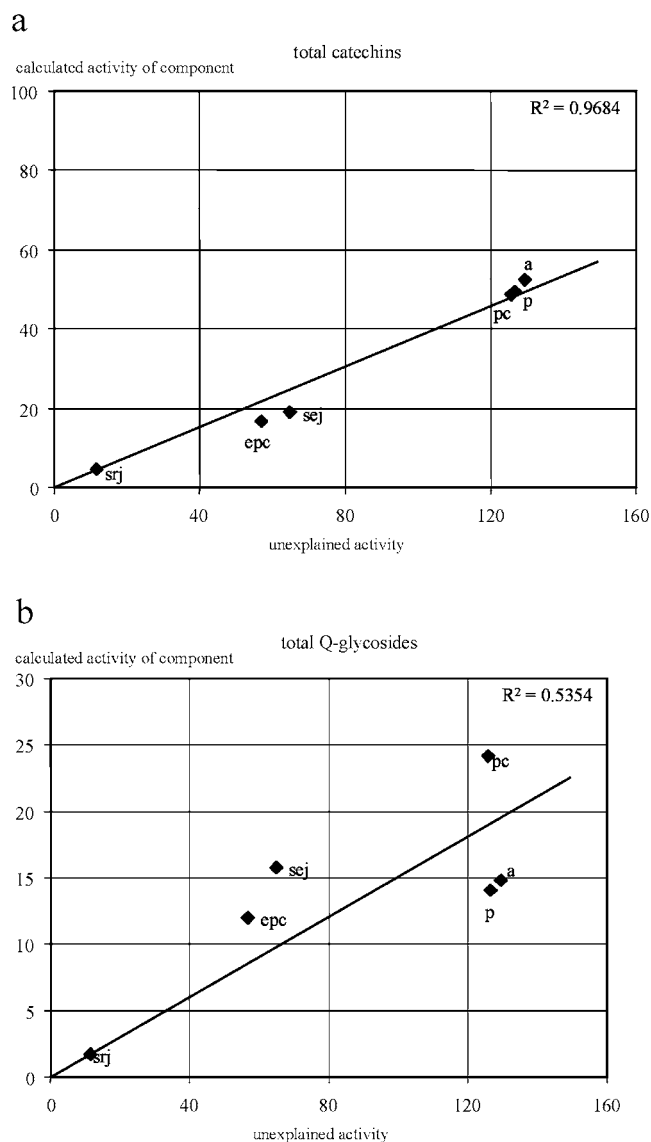 a
total catechins
calculated activity of component
100
R² = 0.9684
80
60
a
40
pc
p
20
sej
epc
srj
0
0 40 80 120 160
unexplained activity
b
total Q-glycosides
calculated activity of component
30
R² = 0.5354
25
pc
20
15
sej
a
epc
p
10
5
srj
0
0 40 80 120 160
unexplained activity